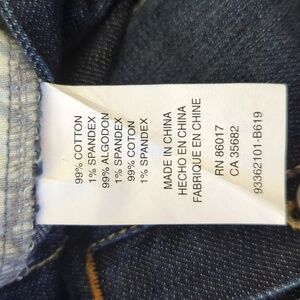 99% COTTON
1% SPANDEX
99% ALGODON
1% SPANDEX
99% COTON
1% SPANDEX
MADE IN CHINA
HECHO EN CHINA
FABRIQUE EN CHINE
RN 86017
CA 35682
93362101-B619